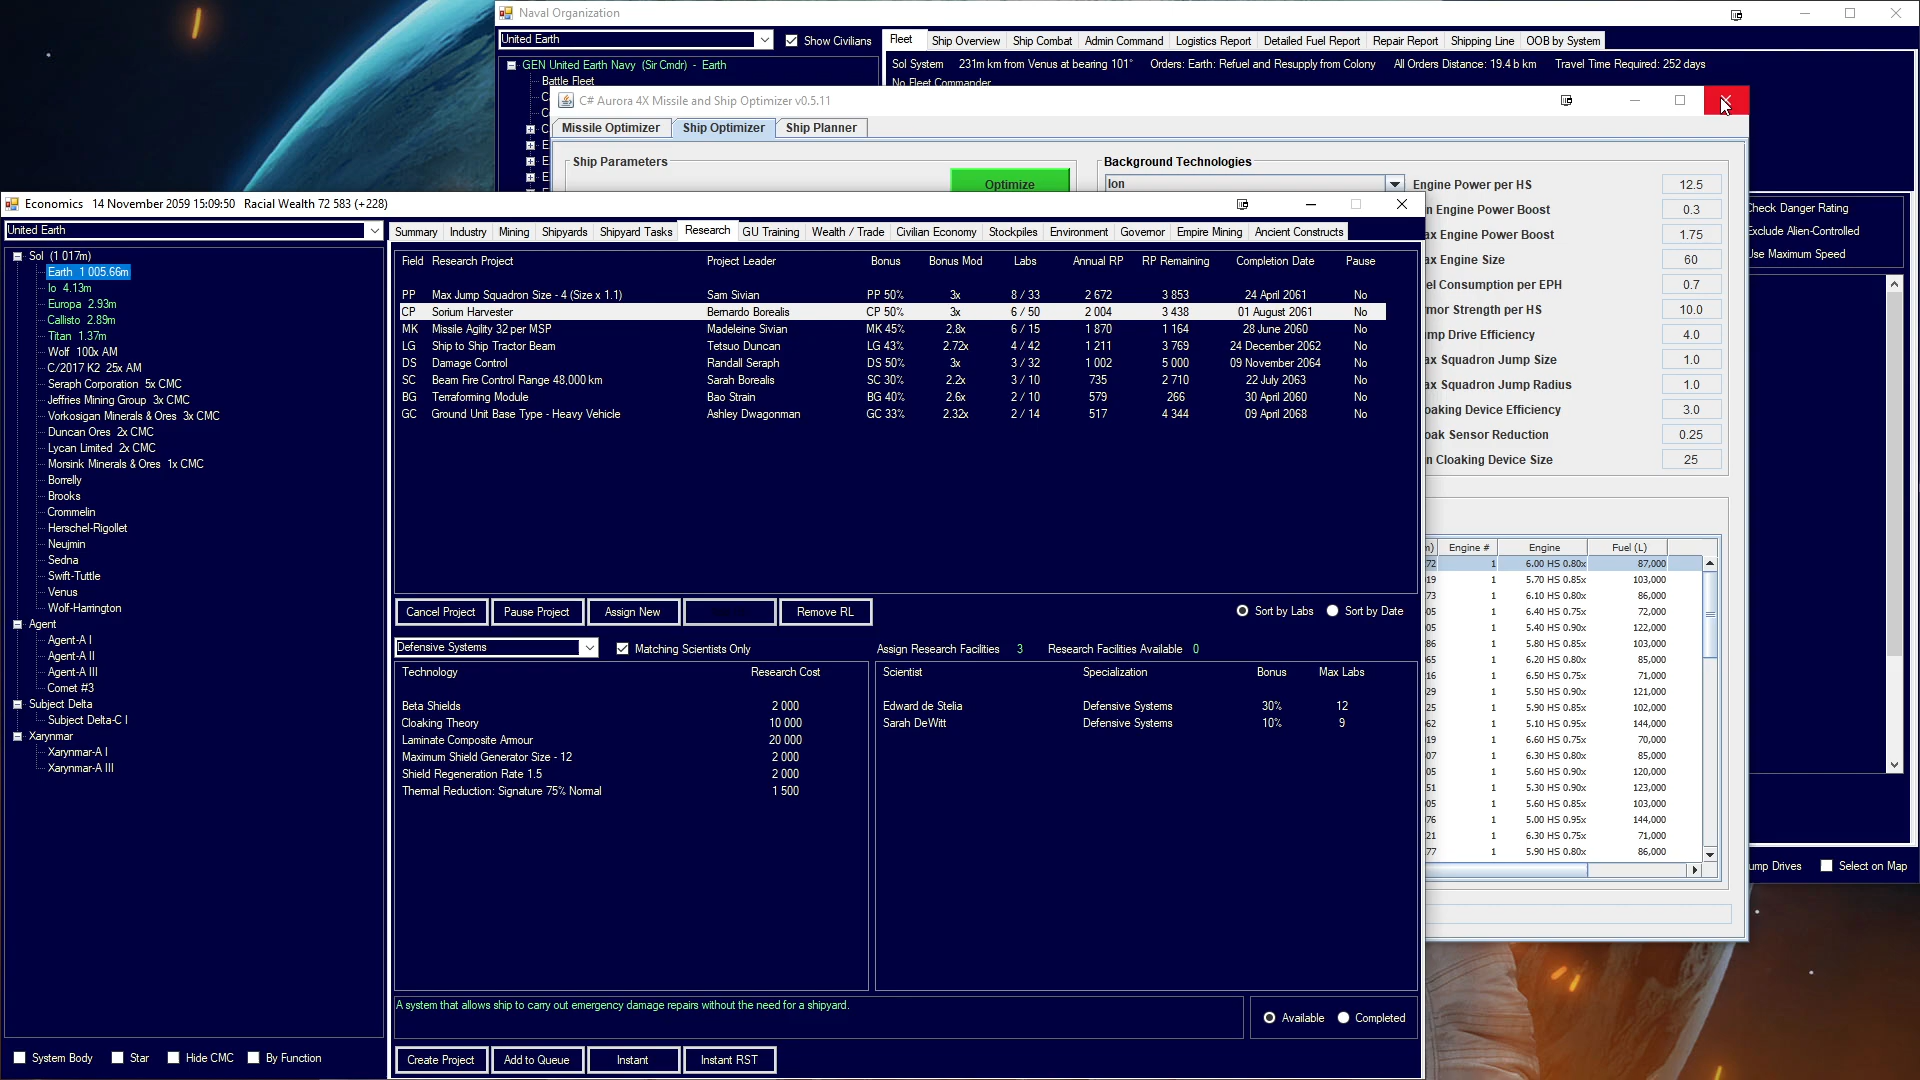 Naval Organization
United Earth
Show Civilians
Fleet Ship Overview Ship Combat Admin Command Logistics Report Detailed Fuel Report Repair Report Shipping Line OOB by System
GEN United Earth Navy (Sir Cmdr) - Earth
Battle Fleet
Sol System 231m km from Venus at bearing 101° Orders: Earth: Refuel and Resupply from Colony All Orders Distance: 19.4 b km Travel Time Required: 252 days
No Fleet Commander
C# Aurora 4X Missile and Ship Optimizer v0.5.11
Missile Optimizer Ship Optimizer Ship Planner
Ship Parameters
Optimize
Background Technologies
Ion
Engine Power per HS 12.5
Engine Power Boost 0.3
Engine Power Boost 1.75
Engine Size 60
Consumption per EPH 0.7
Strength per HS 10.0
Drive Efficiency 4.0
Squadron Jump Size 1.0
Squadron Jump Radius 1.0
Device Efficiency 3.0
Sensor Reduction 0.25
Cloaking Device Size 25
Check Danger Rating
Exclude Alien-Controlled
Use Maximum Speed
Engine # Engine Fuel (L)
72 1 6.00 HS 0.80x 87,000
19 1 5.70 HS 0.85x 103,000
73 1 6.10 HS 0.80x 86,000
05 1 6.40 HS 0.75x 72,000
05 1 5.40 HS 0.90x 122,000
86 1 5.80 HS 0.85x 103,000
65 1 6.20 HS 0.80x 85,000
16 1 6.50 HS 0.75x 71,000
29 1 5.50 HS 0.90x 121,000
25 1 5.90 HS 0.85x 102,000
62 1 5.10 HS 0.95x 144,000
19 1 6.60 HS 0.75x 70,000
07 1 6.30 HS 0.80x 85,000
05 1 5.60 HS 0.90x 120,000
51 1 5.30 HS 0.90x 123,000
05 1 5.60 HS 0.85x 103,000
76 1 5.00 HS 0.95x 144,000
21 1 6.30 HS 0.75x 71,000
77 1 5.90 HS 0.80x 86,000
Drives
Select on Map
Economics 14 November 2059 15:09:50 Racial Wealth 72 583 (+228)
United Earth
Summary Industry Mining Shipyards Shipyard Tasks Research GU Training Wealth / Trade Civilian Economy Stockpiles Environment Governor Empire Mining Ancient Constructs
Sol (1 017m)
Earth 1 005.66m
Io 4.13m
Europa 2.93m
Callisto 2.89m
Titan 1.37m
Wolf 100x AM
C/2017 K2 25x AM
Seraph Corporation 5x CMC
Jeffries Mining Group 3x CMC
Vorkosigan Minerals & Ores 3x CMC
Duncan Ores 2x CMC
Lycan Limited 2x CMC
Morsink Minerals & Ores 1x CMC
Borrelly
Brooks
Crommelin
Herschel-Rigollet
Neujmin
Sedna
Swift-Tuttle
Venus
Wolf-Harrington
Agent
Agent-A I
Agent-A II
Agent-A III
Comet #3
Subject Delta
Subject Delta-C I
Xarynmar
Xarynmar-A I
Xarynmar-A III
System Body Star Hide CMC By Function
Field Research Project Project Leader Bonus Bonus Mod Labs Annual RP RP Remaining Completion Date Pause
PP Max Jump Squadron Size - 4 (Size x 1.1) Sam Sivian PP 50% 3x 8 / 33 2 672 3 853 24 April 2061 No
CP Sorium Harvester Bernardo Borealis CP 50% 3x 6 / 50 2 004 3 438 01 August 2061 No
MK Missile Agility 32 per MSP Madeleine Sivian MK 45% 2.8x 6 / 15 1 870 1 164 28 June 2060 No
LG Ship to Ship Tractor Beam Tetsuo Duncan LG 43% 2.72x 4 / 42 1 211 3 769 24 December 2062 No
DS Damage Control Randall Seraph DS 50% 3x 3 / 32 1 002 5 000 09 November 2064 No
SC Beam Fire Control Range 48,000 km Sarah Borealis SC 30% 2.2x 3 / 10 735 2 710 22 July 2063 No
BG Terraforming Module Bao Strain BG 40% 2.6x 2 / 10 579 266 30 April 2060 No
GC Ground Unit Base Type - Heavy Vehicle Ashley Dwagonman GC 33% 2.32x 2 / 14 517 4 344 09 April 2068 No
Cancel Project Pause Project Assign New Remove RL
Sort by Labs Sort by Date
Defensive Systems
Matching Scientists Only
Assign Research Facilities 3 Research Facilities Available 0
Technology Research Cost
Beta Shields 2 000
Cloaking Theory 10 000
Laminate Composite Armour 20 000
Maximum Shield Generator Size - 12 2 000
Shield Regeneration Rate 1.5 2 000
Thermal Reduction: Signature 75% Normal 1 500
Scientist Specialization Bonus Max Labs
Edward de Stelia Defensive Systems 30% 12
Sarah DeWitt Defensive Systems 10% 9
A system that allows ship to carry out emergency damage repairs without the need for a shipyard.
Available Completed
Create Project Add to Queue Instant Instant RST